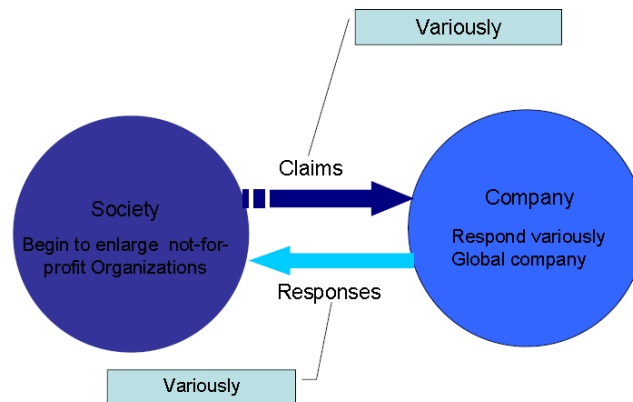 Variously
Claims
Society
Begin to enlarge not-for-
profit Organizations
Company
Respond variously
Global company
Responses
Variously